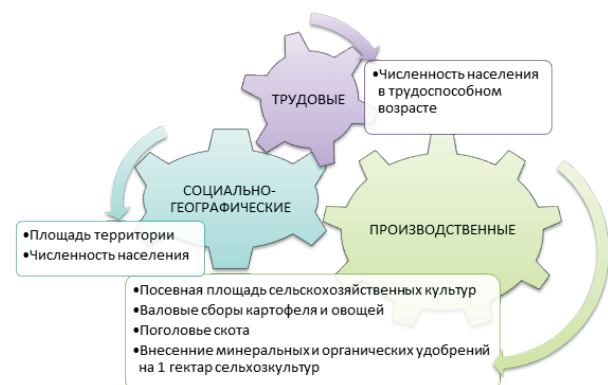 ТРУДОВЫЕ
•Численность населения
в трудоспособном
возрасте
СОЦИАЛЬНО-
ГЕОГРАФИЧЕСКИЕ
•Площадь территории
•Численность населения
ПРОИЗВОДСТВЕННЫЕ
•Посевная площадь сельскохозяйственных культур
•Валовые сборы картофеля и овощей
•Поголовье скота
•Внесенние минеральных и органических удобрений
на 1 гектар сельхозкультур